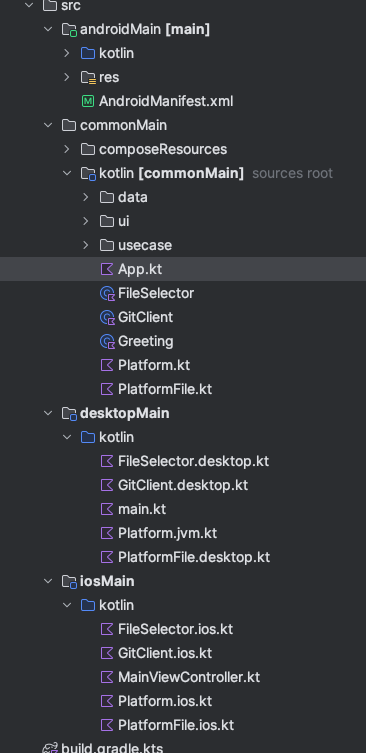 src
androidMain [main]
kotlin
res
AndroidManifest.xml
commonMain
composeResources
kotlin [commonMain] sources root
data
ui
usecase
App.kt
FileSelector
GitClient
Greeting
Platform.kt
PlatformFile.kt
desktopMain
kotlin
FileSelector.desktop.kt
GitClient.desktop.kt
main.kt
Platform.jvm.kt
PlatformFile.desktop.kt
iosMain
kotlin
FileSelector.ios.kt
GitClient.ios.kt
MainViewController.kt
Platform.ios.kt
PlatformFile.ios.kt
build.gradle.kts